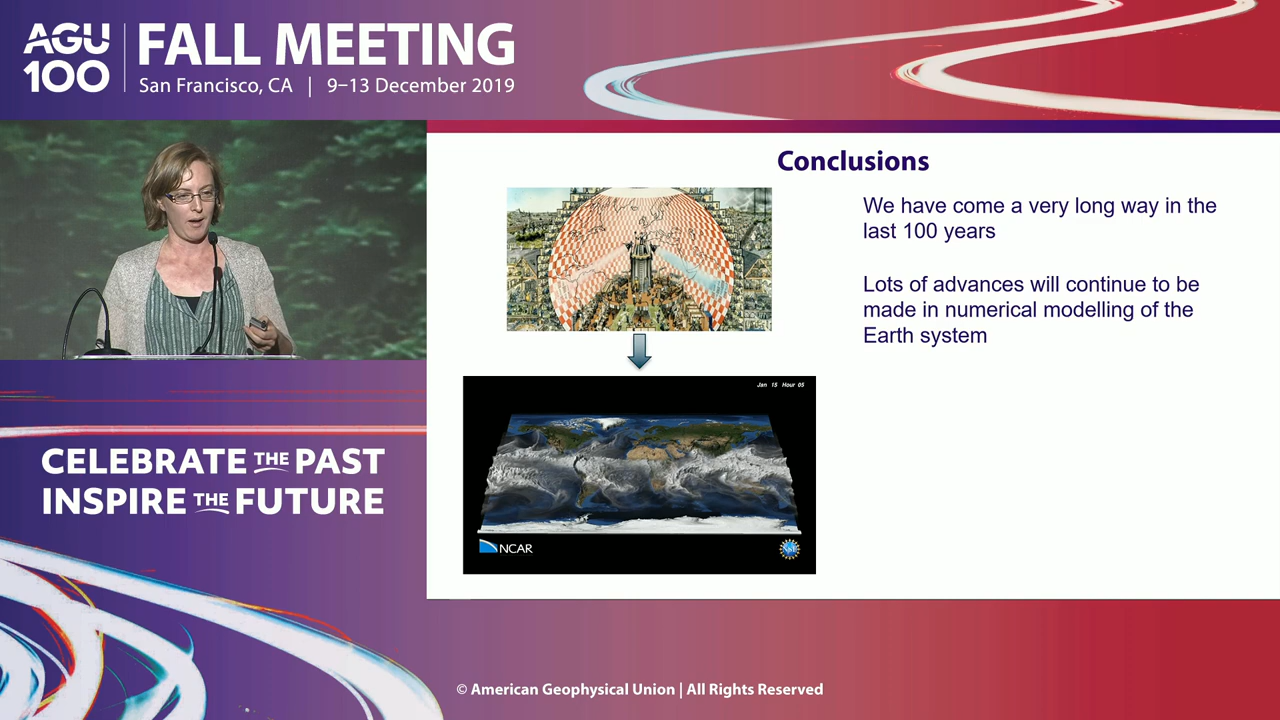 AGU
100
FALL MEETING
San Francisco, CA | 9–13 December 2019
Conclusions
We have come a very long way in the
last 100 years
Lots of advances will continue to be
made in numerical modelling of the
Earth system
Jan 15 Hour 05
NCAR
NSF
CELEBRATE THE PAST
INSPIRE THE FUTURE
© American Geophysical Union | All Rights Reserved